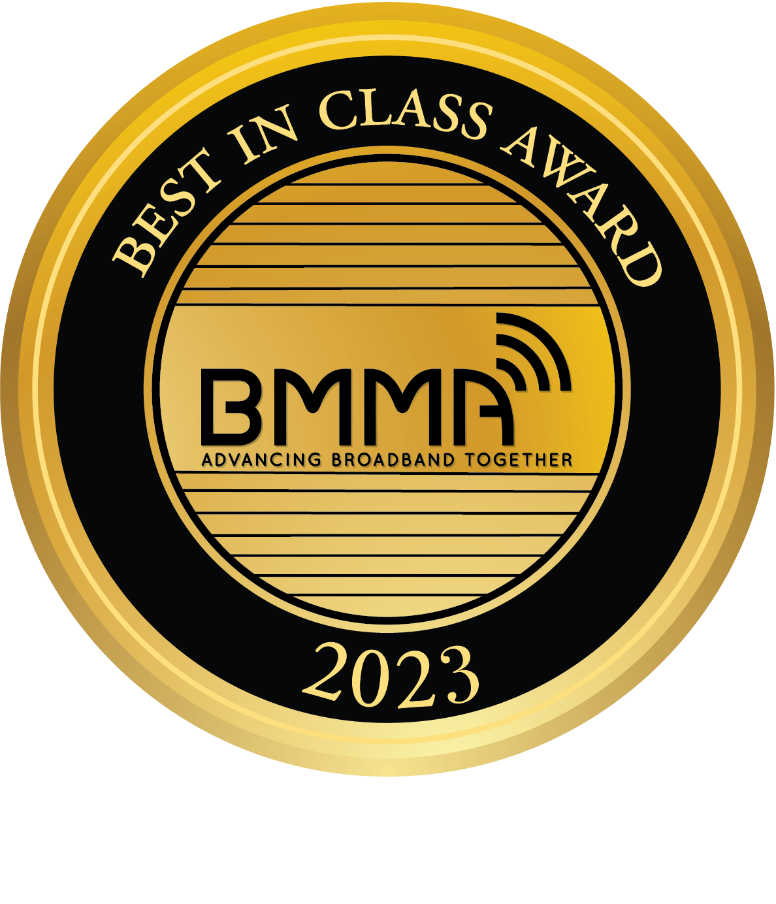 BEST IN CLASS AWARD
BMMA
ADVANCING BROADBAND TOGETHER
2023